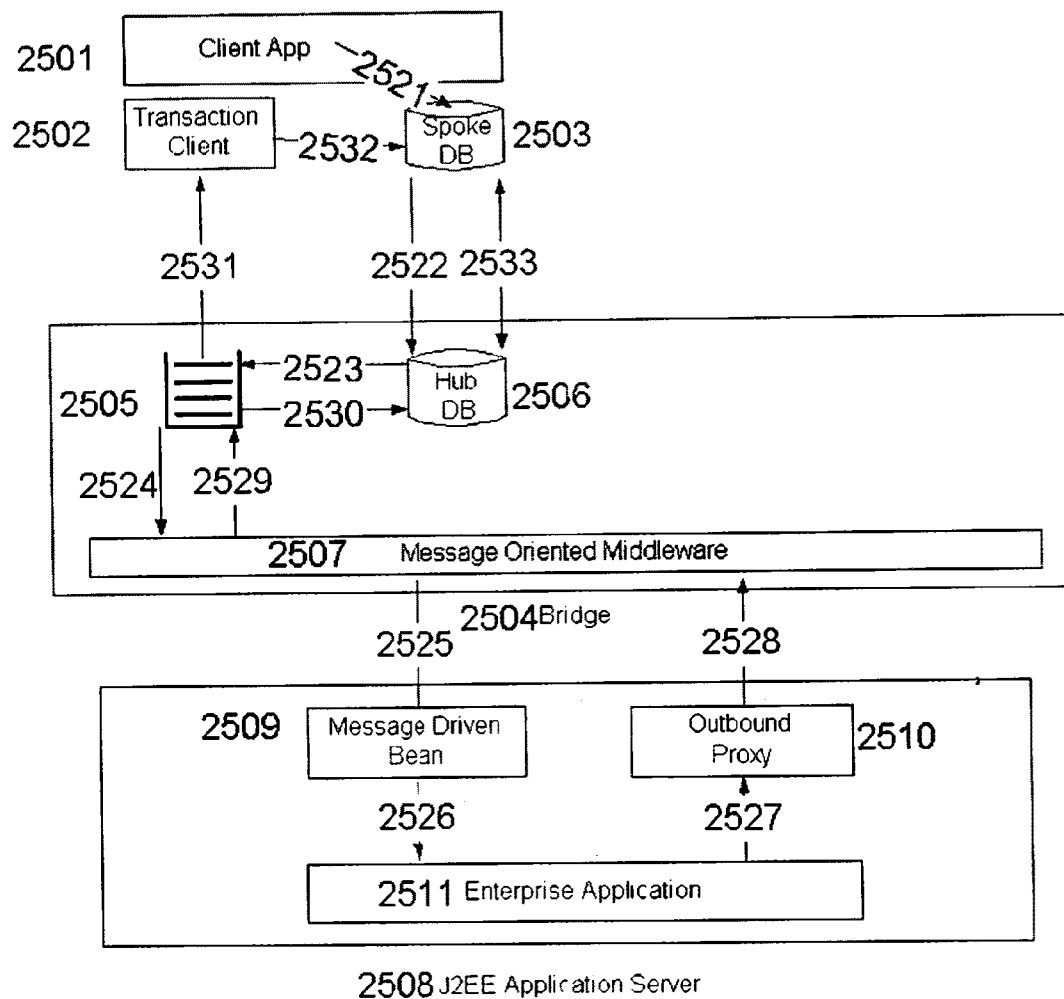 2501 Client App
2521
2502 Transaction
Client
2532
Spoke
DB
2503
2531
2522
2533
2505
2523
2530
Hub
DB
2506
2524
2529
2507 Message Oriented Middleware
2504 Bridge
2525
2528
2509 Message Driven
Bean
Outbound
Proxy
2510
2526
2527
2511 Enterprise Application
2508 J2EE Application Server